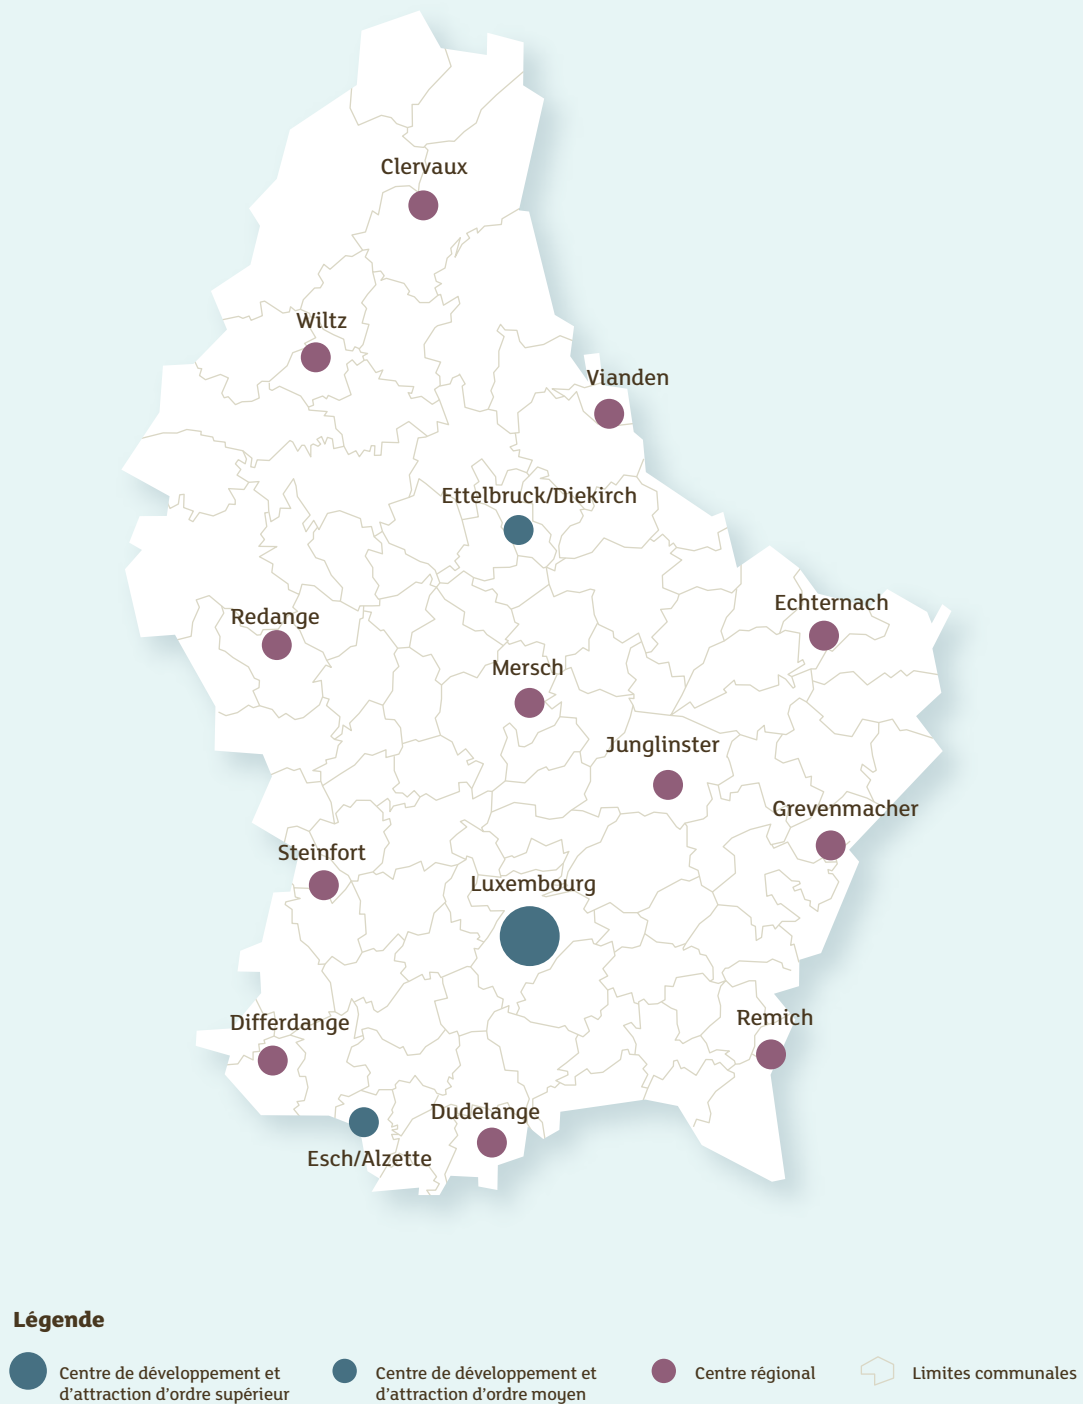 Clervaux
Wiltz
Vianden
Ettelbruck/Diekirch
Echternach
Redange
Mersch
Junglinster
Grevenmacher
Steinfort
Luxembourg
Remich
Differdange
Dudelange
Esch/Alzette
Légende
Centre de développement et
d'attraction d'ordre supérieur
Centre de développement et
d'attraction d'ordre moyen
Centre régional
Limites communales